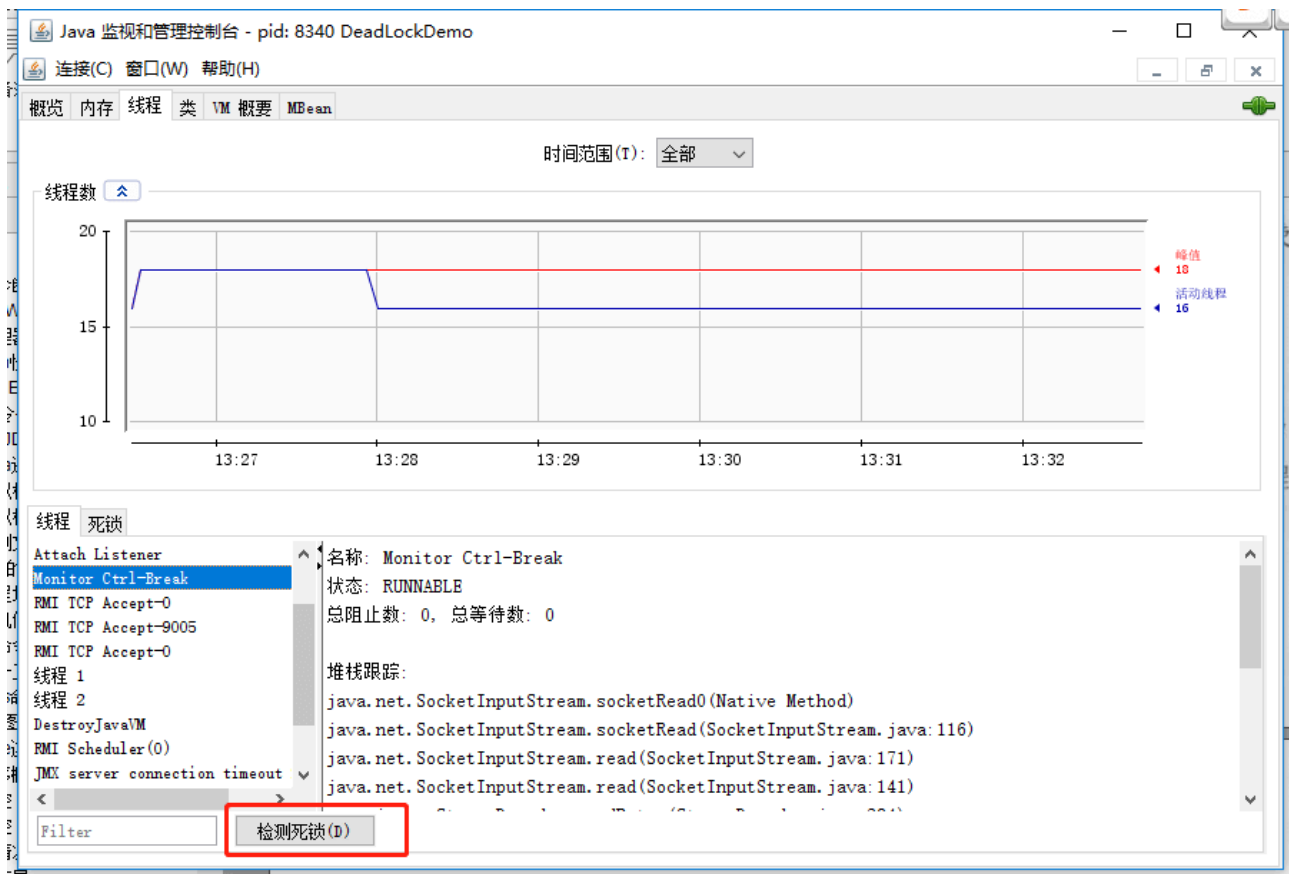 Java 监视和管理控制台 - pid: 8340 DeadLockDemo
连接(C) 窗口(W) 帮助(H)
概览 内存 线程 类 VM 概要 MBean
时间范围(T): 全部
线程数
20
15
10
峰值
18
活动线程
16
13:27 13:28 13:29 13:30 13:31 13:32
线程 死锁
Attach Listener
Monitor Ctrl-Break
RMI TCP Accept-0
RMI TCP Accept-9005
RMI TCP Accept-0
线程 1
线程 2
DestroyJavaVM
RMI Scheduler(0)
JMX server connection timeout
Filter
检测死锁(D)
名称: Monitor Ctrl-Break
状态: RUNNABLE
总阻止数: 0, 总等待数: 0
堆栈跟踪:
java.net.SocketInputStream.socketRead0(Native Method)
java.net.SocketInputStream.socketRead(SocketInputStream.java:116)
java.net.SocketInputStream.read(SocketInputStream.java:171)
java.net.SocketInputStream.read(SocketInputStream.java:141)